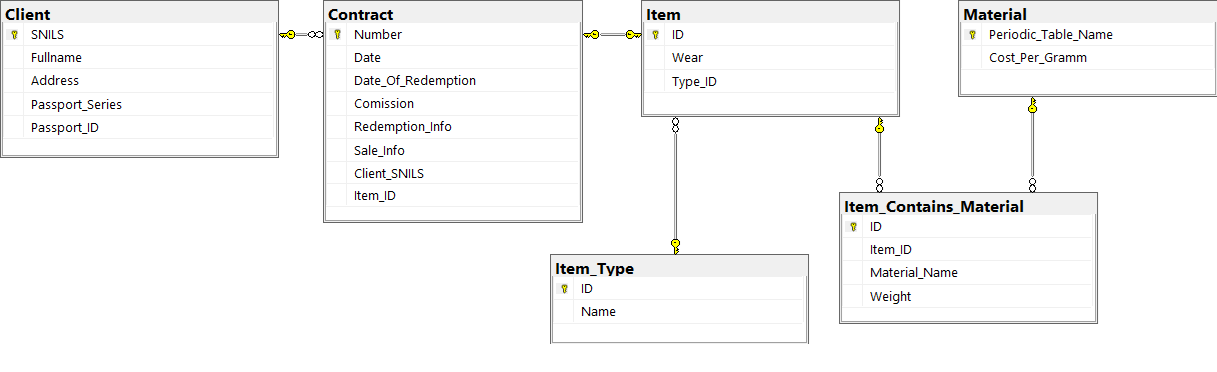 Client
SNILS
Fullname
Address
Passport_Series
Passport_ID
Contract
Number
Date
Date_Of_Redemption
Comission
Redemption_Info
Sale_Info
Client_SNILS
Item_ID
Item
ID
Wear
Type_ID
Material
Periodic_Table_Name
Cost_Per_Gramm
Item_Type
ID
Name
Item_Contains_Material
ID
Item_ID
Material_Name
Weight